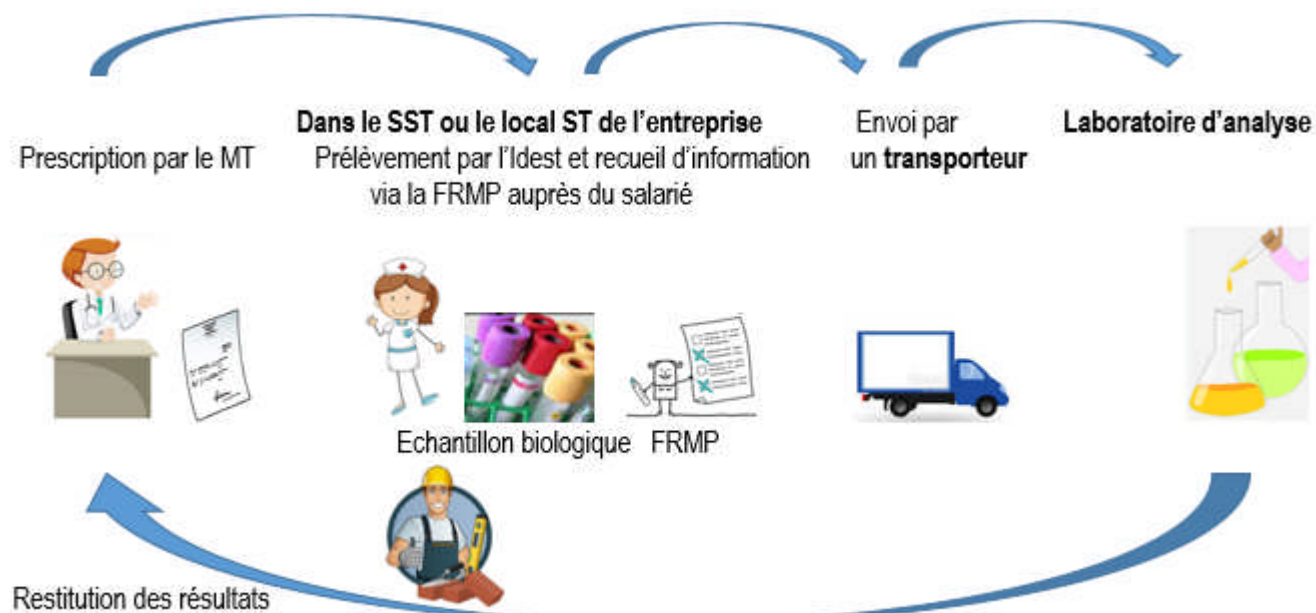 Prescription par le MT
Dans le SST ou le local ST de l'entreprise
Prélèvement par l'Idest et recueil d'information
via la FRMP auprès du salarié
Envoi par
un transporteur
Laboratoire d'analyse
Echantillon biologique
FRMP
Restitution des résultats